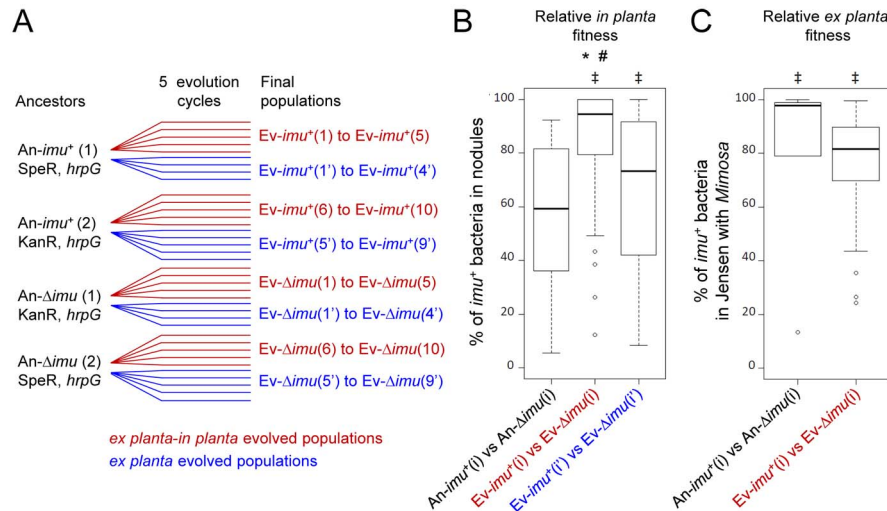 A
5 evolution
cycles
Final
populations
Ancestors
An-imu⁺ (1)
SpeR, hrpG
Ev-imu⁺(1) to Ev-imu⁺(5)
Ev-imu⁺(1') to Ev-imu⁺(4')
An-imu⁺ (2)
KanR, hrpG
Ev-imu⁺(6) to Ev-imu⁺(10)
Ev-imu⁺(5') to Ev-imu⁺(9')
An-Δimu (1)
KanR, hrpG
Ev-Δimu(1) to Ev-Δimu(5)
Ev-Δimu(1') to Ev-Δimu(4')
An-Δimu (2)
SpeR, hrpG
Ev-Δimu(6) to Ev-Δimu(10)
Ev-Δimu(5') to Ev-Δimu(9')
ex planta-in planta evolved populations
ex planta evolved populations
B
Relative in planta
fitness
* #
‡ ‡
100
80
60
40
20
0
% of imu⁺ bacteria in nodules
An-imu⁺(i) vs An-Δimu(i)
Ev-imu⁺(i) vs Ev-Δimu(i)
Ev-imu⁺(i') vs Ev-Δimu(i')
C
Relative ex planta
fitness
‡ ‡
100
80
60
40
20
0
% of imu⁺ bacteria
in Jensen with Mimosa
An-imu⁺(i) vs An-Δimu(i)
Ev-imu⁺(i) vs Ev-Δimu(i)